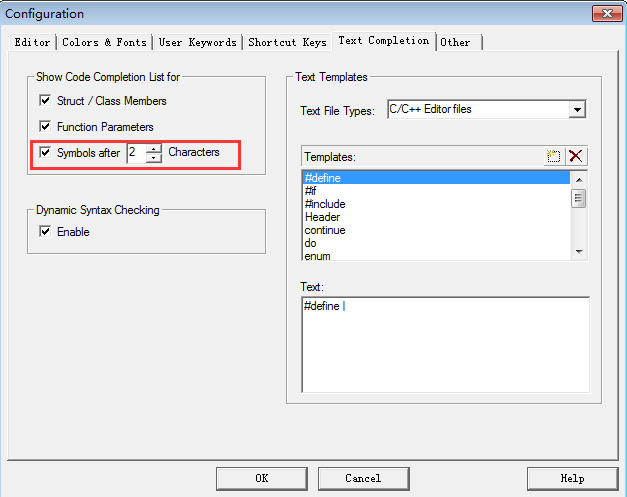 Configuration
Editor Colors & Fonts User Keywords Shortcut Keys Text Completion Other
Show Code Completion List for
Struct / Class Members
Function Parameters
Symbols after 2 Characters
Dynamic Syntax Checking
Enable
Text Templates
Text File Types: C/C++ Editor files
Templates:
#define
#if
#include
Header
continue
do
enum
Text:
#define |
OK Cancel Help